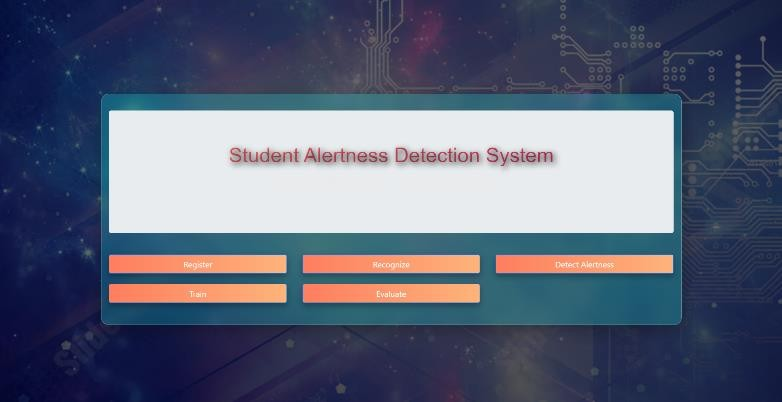 Student Alertness Detection System
Register
Recognize
Detect Alertness
Train
Evaluate